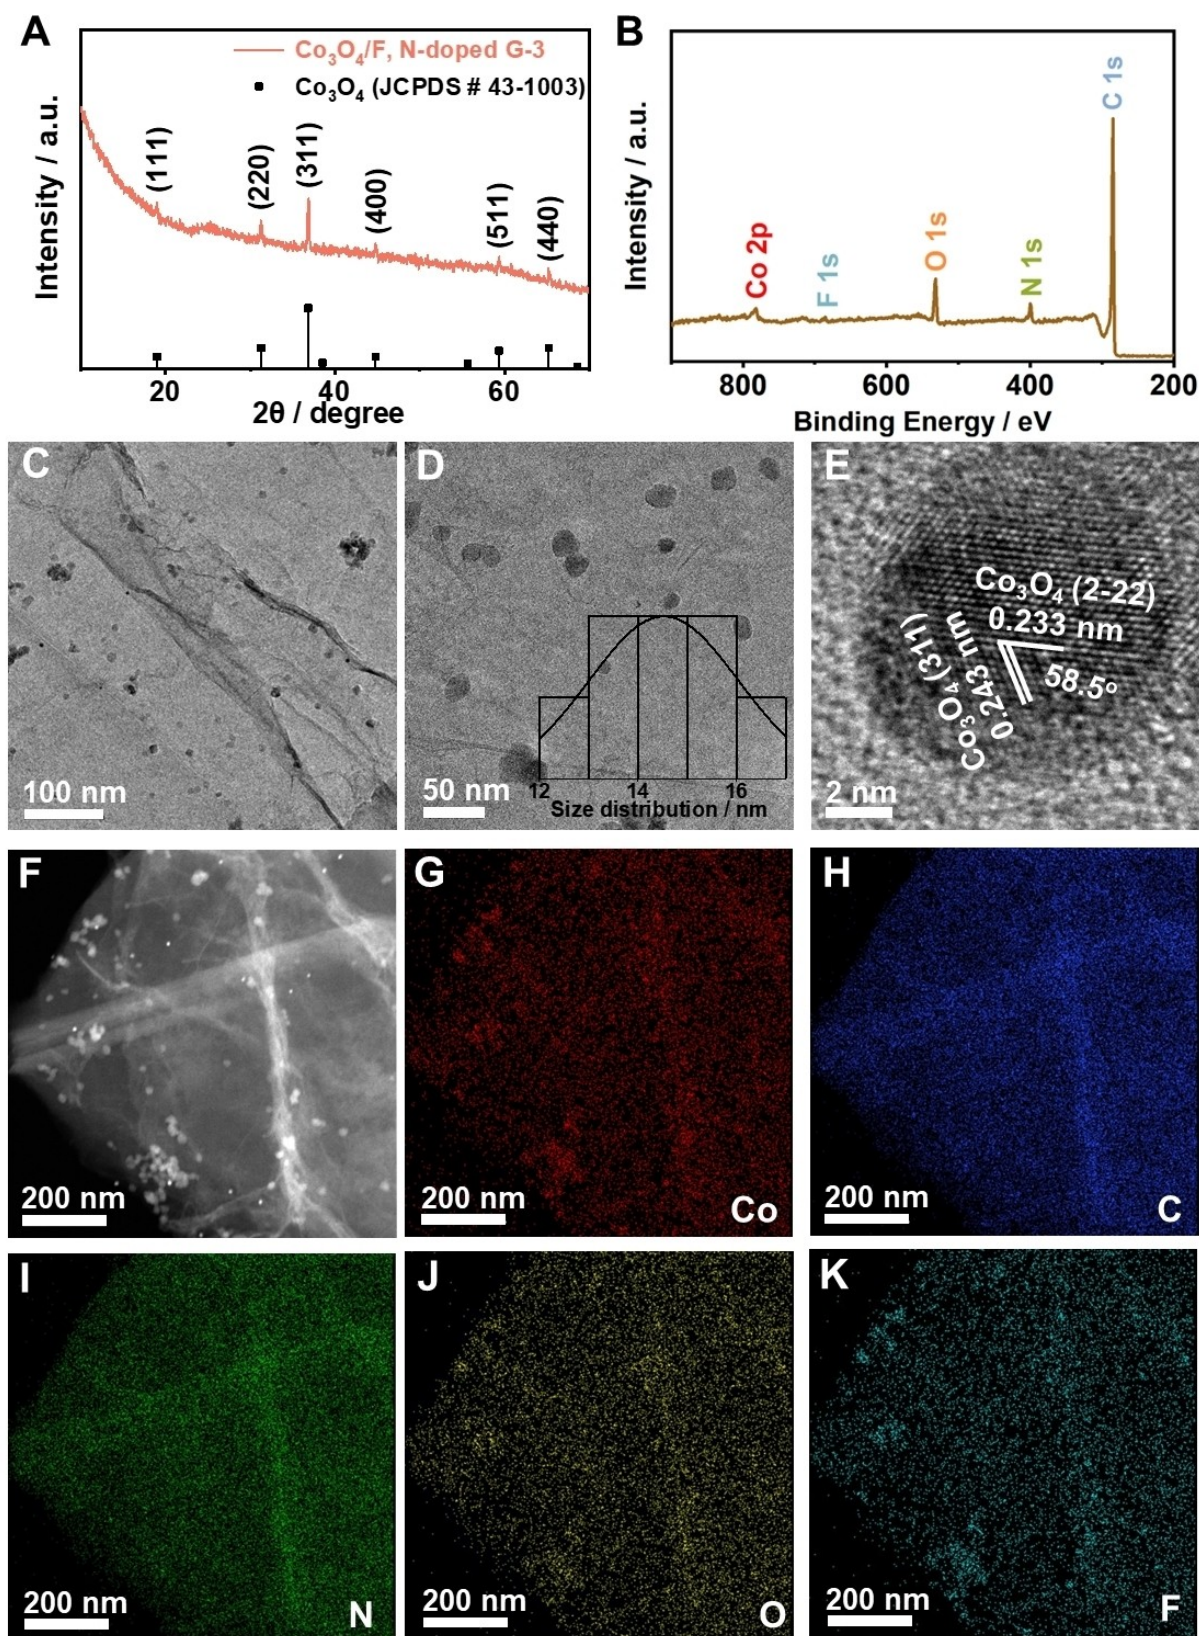 A
Co₃O₄/F, N-doped G-3
Co₃O₄ (JCPDS # 43-1003)
(111)
(220)
(311)
(400)
(511)
(440)
Intensity / a.u.
20
40
60
2θ / degree
B
Co 2p
F 1s
O 1s
N 1s
C 1s
Intensity / a.u.
800
600
400
200
Binding Energy / eV
C
100 nm
D
50 nm
12
14
16
Size distribution / nm
E
Co₃O₄ (2-22)
0.233 nm
Co₃O₄ (311)
0.243 nm
58.5°
2 nm
F
200 nm
G
200 nm
Co
H
200 nm
C
I
200 nm
N
J
200 nm
O
K
200 nm
F